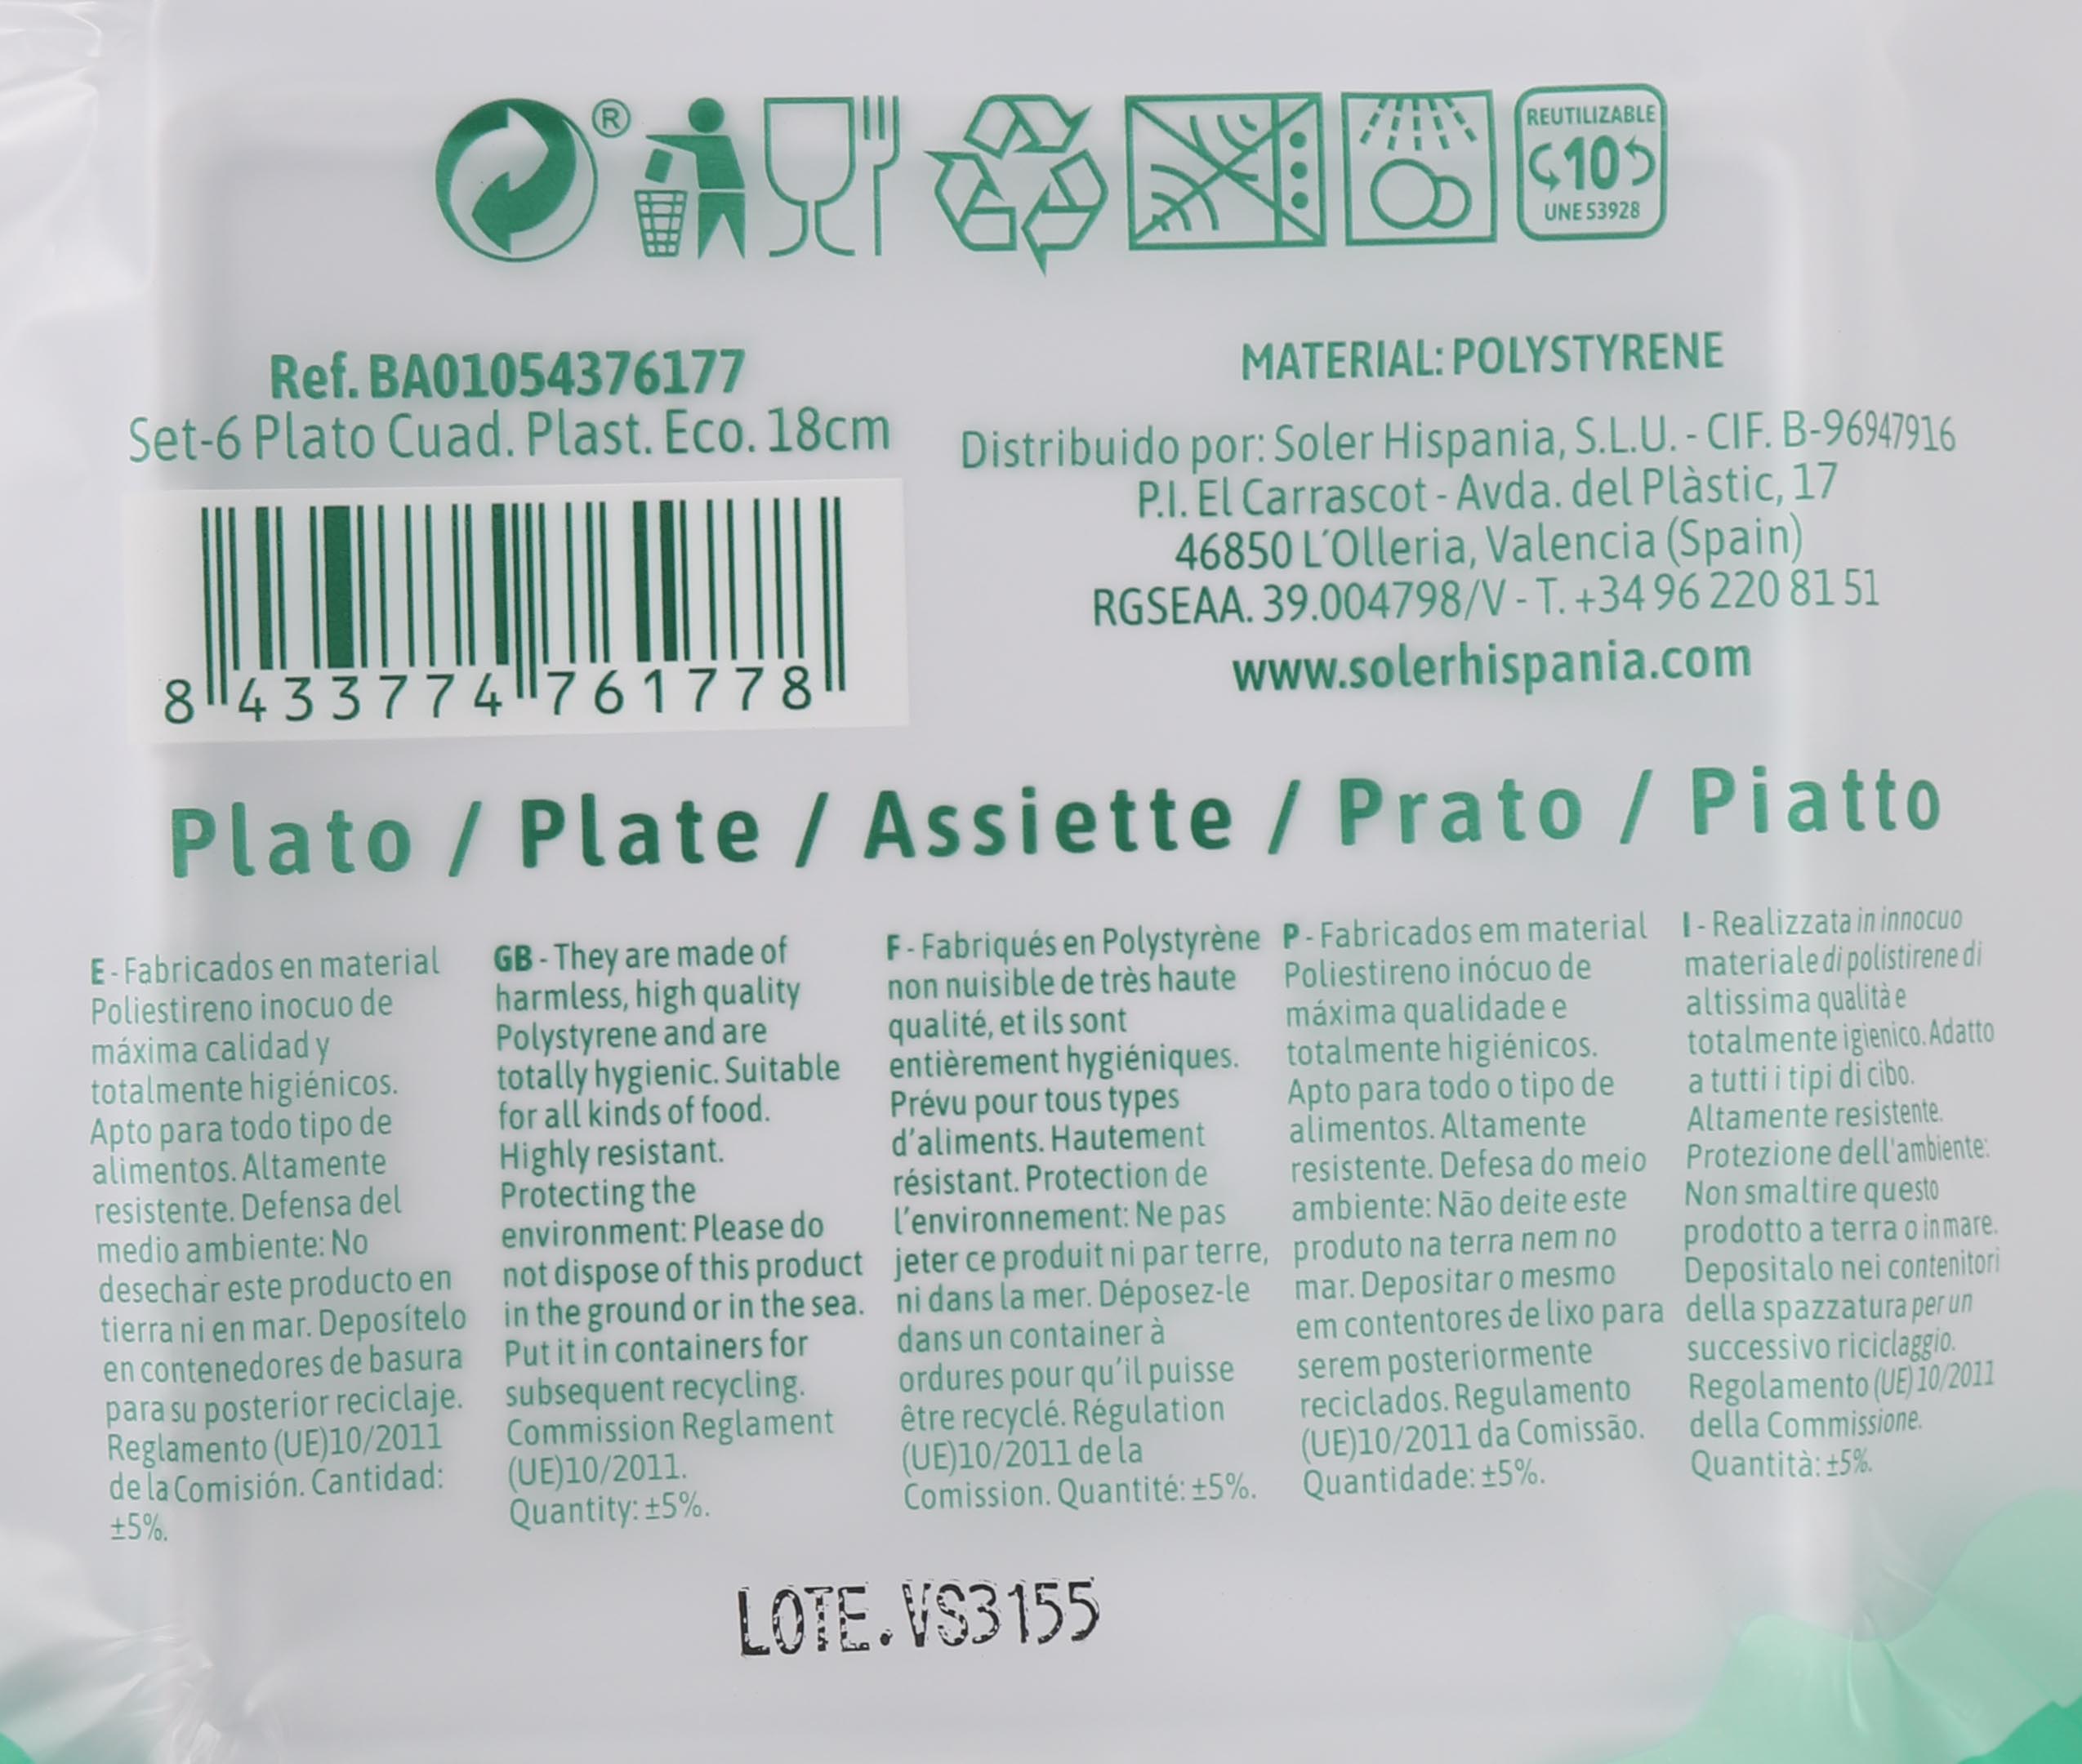 ®
REUTILIZABLE
10
UNE 53928
Ref. BA01054376177
Set-6 Plato Cuad. Plast. Eco. 18cm
8 433774 761778
MATERIAL: POLYSTYRENE
Distribuido por: Soler Hispania, S.L.U. - CIF. B-96947916
P.I. El Carrascot - Avda. del Plàstic, 17
46850 L´Olleria, Valencia (Spain)
RGSEAA. 39.004798/V - T. +34 96 220 81 51
www.solerhispania.com
Plato / Plate / Assiette / Prato / Piatto
E - Fabricados en material
Poliestireno inocuo de
máxima calidad y
totalmente higiénicos.
Apto para todo tipo de
alimentos. Altamente
resistente. Defensa del
medio ambiente: No
desechar este producto en
tierra ni en mar. Deposítelo
en contenedores de basura
para su posterior reciclaje.
Reglamento (UE)10/2011
de la Comisión. Cantidad:
±5%.
GB - They are made of
harmless, high quality
Polystyrene and are
totally hygienic. Suitable
for all kinds of food.
Highly resistant.
Protecting the
environment: Please do
not dispose of this product
in the ground or in the sea.
Put it in containers for
subsequent recycling.
Commission Reglament
(UE)10/2011.
Quantity: ±5%.
F - Fabriqués en Polystyrène
non nuisible de très haute
qualité, et ils sont
entièrement hygiéniques.
Prévu pour tous types
d'aliments. Hautement
résistant. Protection de
l'environnement: Ne pas
jeter ce produit ni par terre,
ni dans la mer. Déposez-le
dans un container à
ordures pour qu'il puisse
être recyclé. Régulation
(UE)10/2011 de la
Comission. Quantité: ±5%.
P - Fabricados em material
Poliestireno inócuo de
máxima qualidade e
totalmente higiénicos.
Apto para todo o tipo de
alimentos. Altamente
resistente. Defesa do meio
ambiente: Não deite este
produto na terra nem no
mar. Depositar o mesmo
em contentores de lixo para
serem posteriormente
reciclados. Regulamento
(UE)10/2011 da Comissão.
Quantidade: ±5%.
I - Realizzata in innocuo
materiale di polistirene di
altissima qualità e
totalmente igienico. Adatto
a tutti i tipi di cibo.
Altamente resistente.
Protezione dell'ambiente:
Non smaltire questo
prodotto a terra o in mare.
Depositalo nei contenitori
della spazzatura per un
successivo riciclaggio.
Regolamento (UE)10/2011
della Commissione.
Quantità: ±5%.
LOTE.VS3155